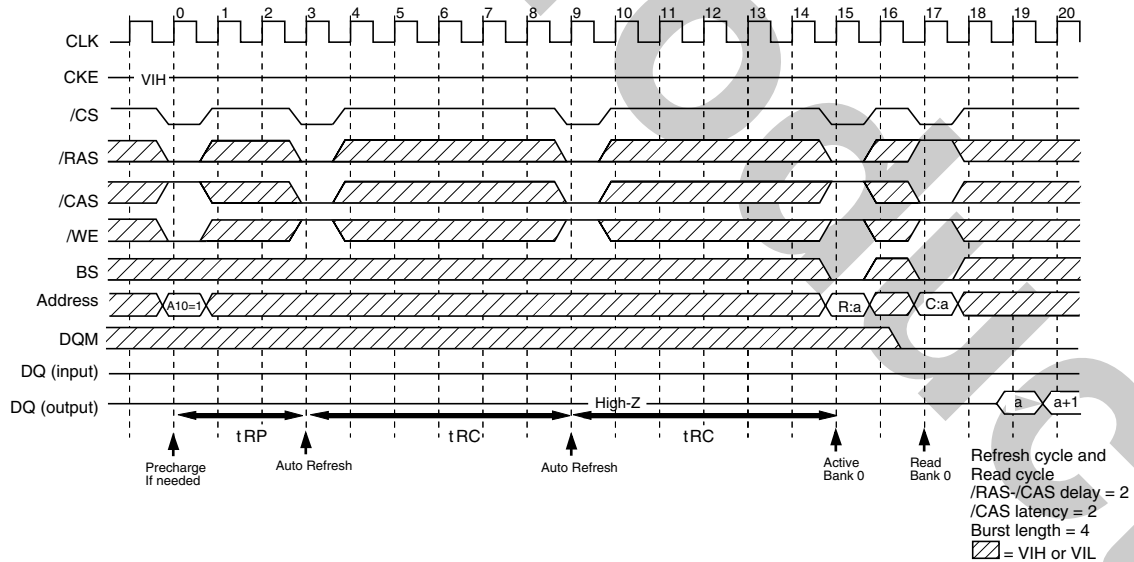 0 1 2 3 4 5 6 7 8 9 10 11 12 13 14 15 16 17 18 19 20
CLK
CKE VIH
/CS
/RAS
/CAS
/WE
BS
Address A10=1 R:a C:a
DQM
DQ (input)
DQ (output) High-Z a a+1
tRP tRC tRC
Precharge
If needed
Auto Refresh
Auto Refresh
Active
Bank 0
Read
Bank 0
Refresh cycle and
Read cycle
/RAS-/CAS delay = 2
/CAS latency = 2
Burst length = 4
= VIH or VIL